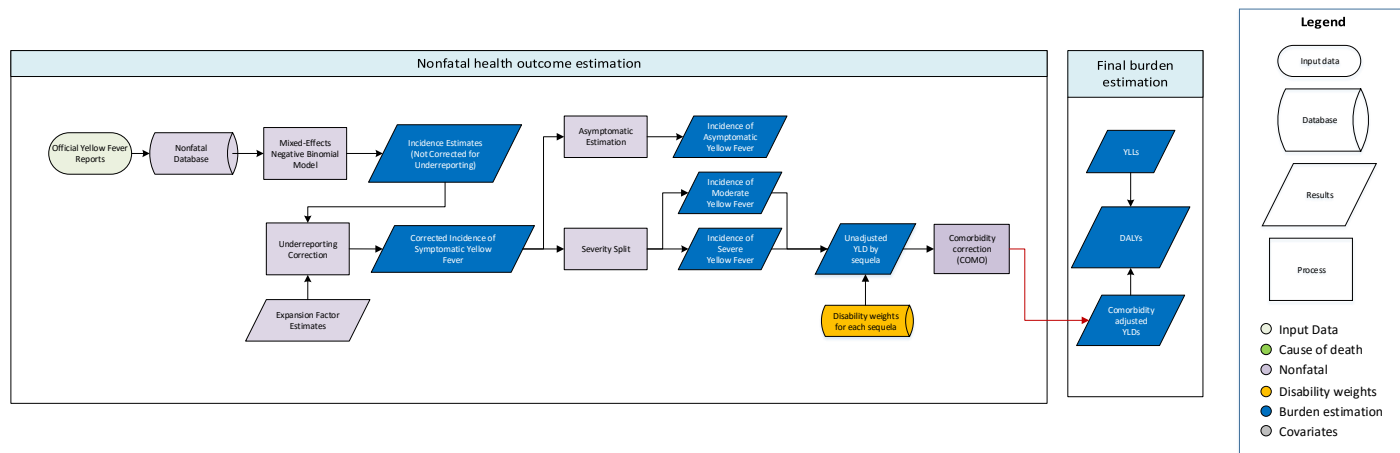 Nonfatal health outcome estimation
Official Yellow Fever
Reports
Nonfatal
Database
Mixed-Effects
Negative Binomial
Model
Incidence Estimates
(Not Corrected for
Underreporting)
Asymptomatic
Estimation
Incidence of
Asymptomatic
Yellow Fever
Incidence of
Moderate
Yellow Fever
Underreporting
Correction
Corrected Incidence of
Symptomatic Yellow
Fever
Severity Split
Incidence of
Severe
Yellow Fever
Unadjusted
YLD by
sequela
Comorbidity
correction
(COMO)
Expansion Factor
Estimates
Disability weights
for each sequela
Final burden
estimation
YLLs
DALYs
Comorbidity
adjusted
YLDs
Legend
Input data
Database
Results
Process
Input Data
Cause of death
Nonfatal
Disability weights
Burden estimation
Covariates